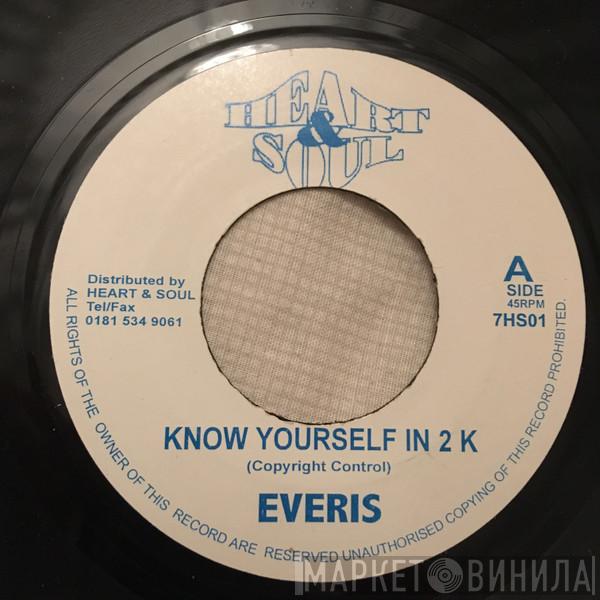 HEART
&
SOUL
Distributed by
HEART & SOUL
Tel/Fax
0181 534 9061
A
SIDE
45RPM
7HS01
KNOW YOURSELF IN 2 K
(Copyright Control)
EVERIS
ALL RIGHTS OF THE OWNER OF THIS RECORD ARE RESERVED UNAUTHORISED COPYING OF THIS RECORD PROHIBITED.
МАРКЕТ ВИНИЛА